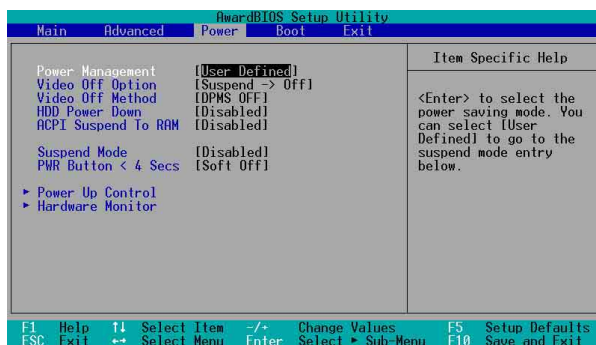 AwardBIOS Setup Utility
Main Advanced Power Boot Exit
Power Management [User Defined]
Video Off Option [Suspend -> Off]
Video Off Method [DPMS OFF]
HDD Power Down [Disabled]
ACPI Suspend To RAM [Disabled]
Suspend Mode [Disabled]
PWR Button < 4 Secs [Soft Off]
▶ Power Up Control
▶ Hardware Monitor
Item Specific Help
<Enter> to select the
power saving mode. You
can select [User
Defined] to go to the
suspend mode entry
below.
F1 Help ↑↓ Select Item -/+ Change Values F5 Setup Defaults
ESC Exit ←→ Select Menu Enter Select ▶ Sub-Menu F10 Save and Exit